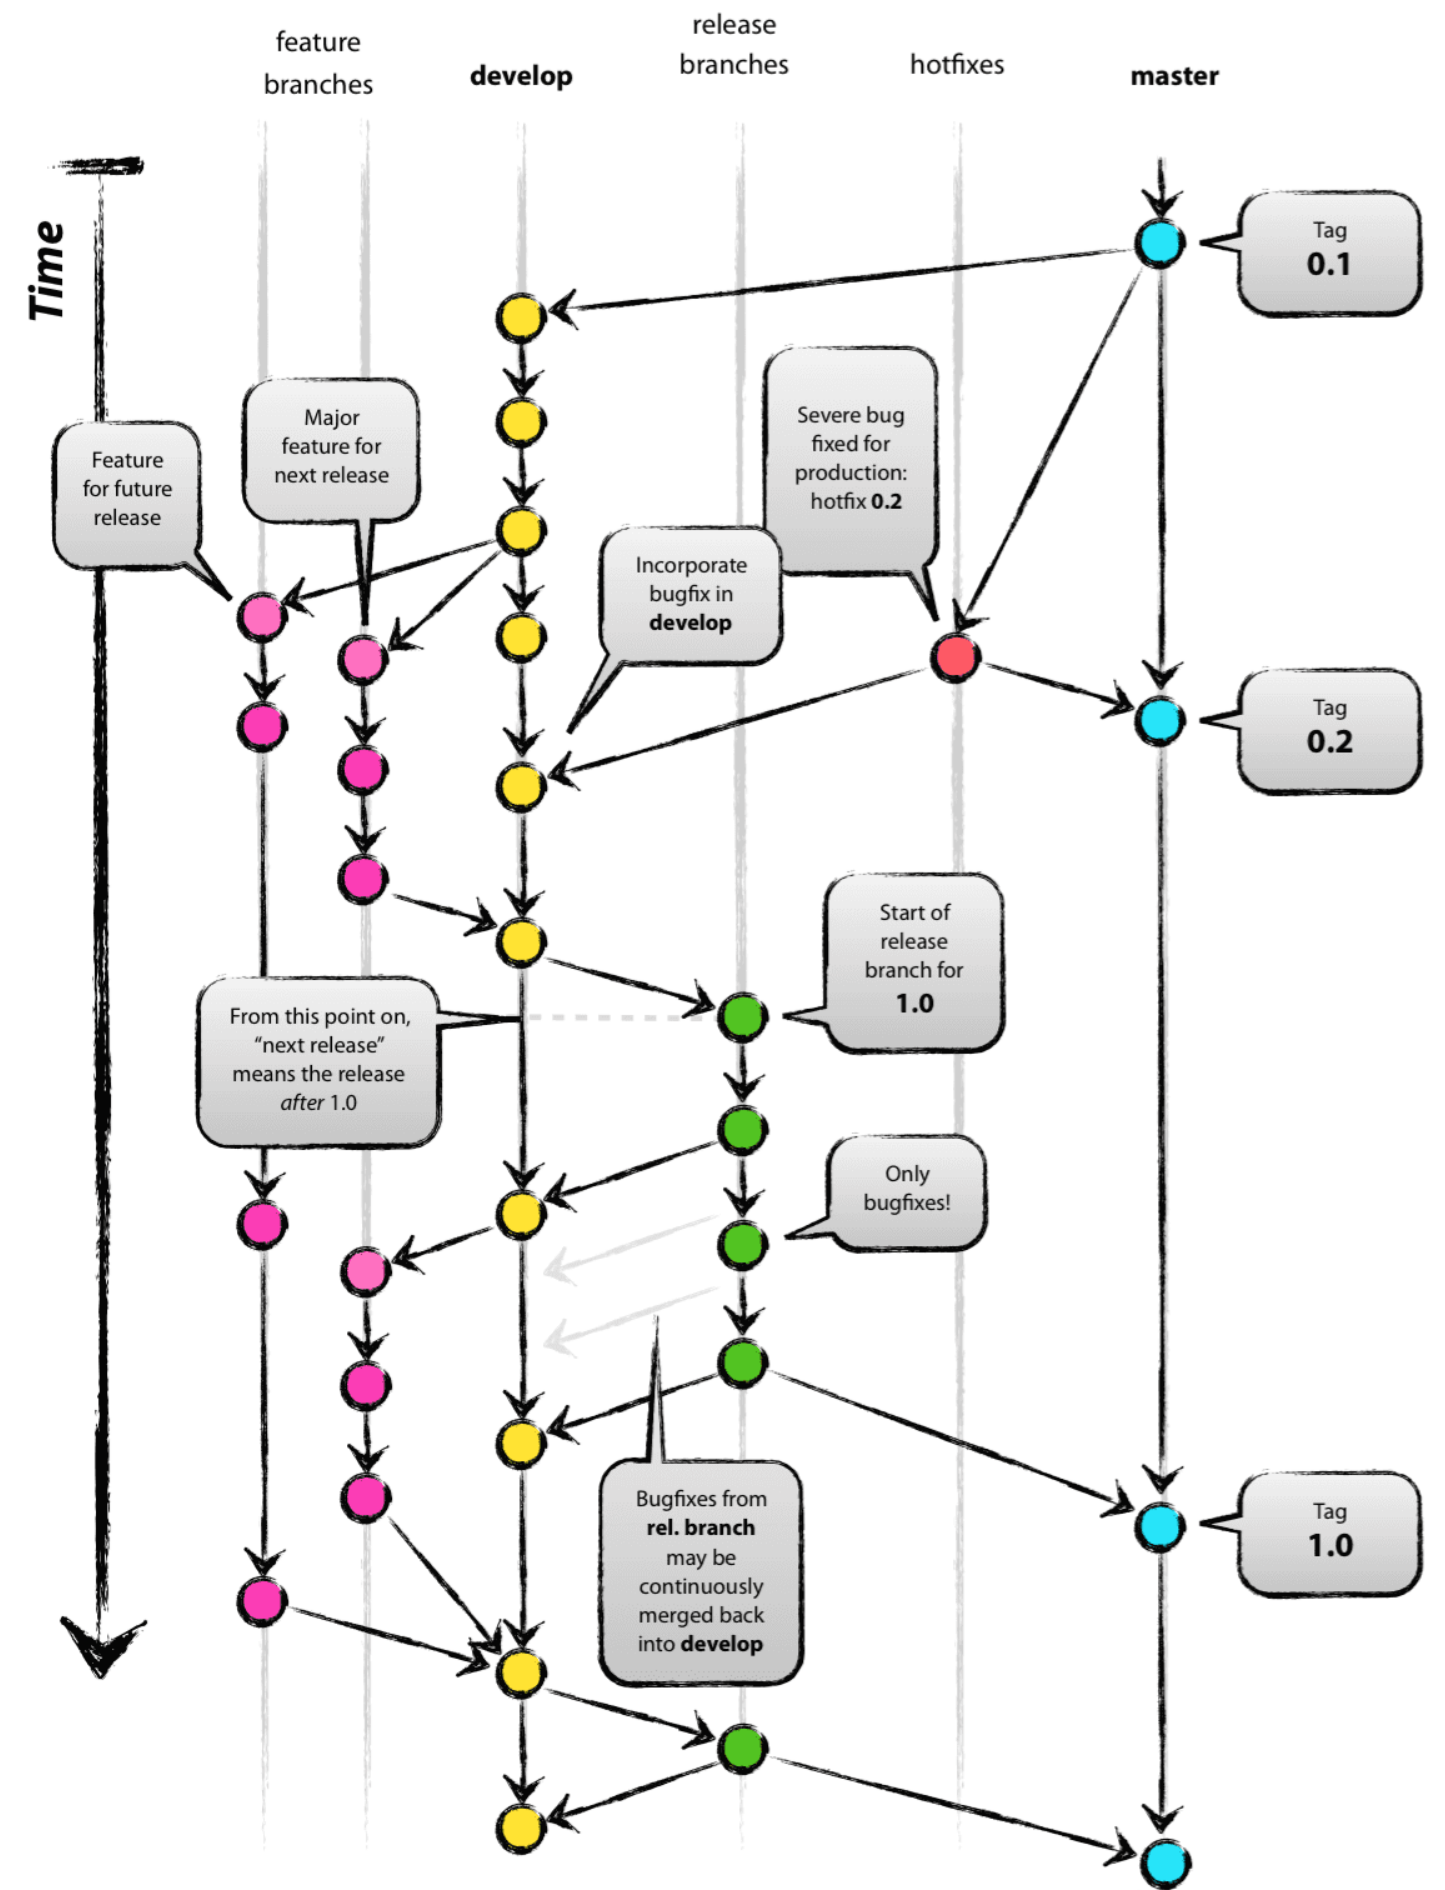 feature
branches
develop
release
branches
hotfixes
master
Time
Tag
0.1
Major
feature for
next release
Feature
for future
release
Severe bug
fixed for
production:
hotfix 0.2
Incorporate
bugfix in
develop
Tag
0.2
Start of
release
branch for
1.0
From this point on,
“next release”
means the release
after 1.0
Only
bugfixes!
Bugfixes from
rel. branch
may be
continuously
merged back
into develop
Tag
1.0